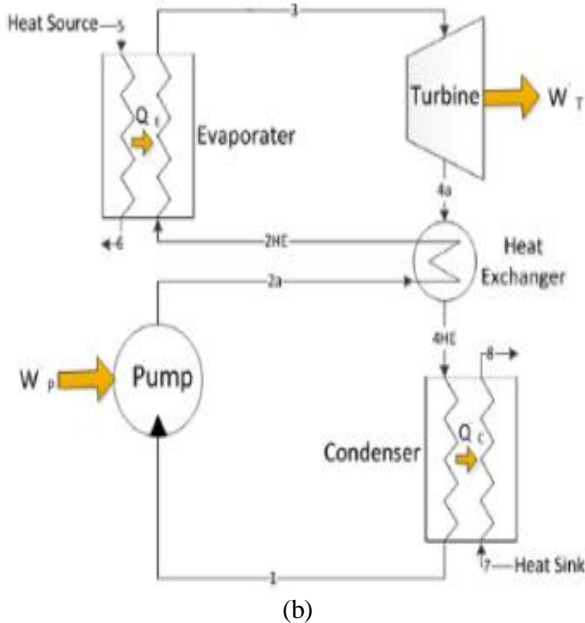 3
Heat Source
5
Q E
Evaporater
6
Turbine
W T
4a
2HE
Heat
Exchanger
2a
4HE
8
W p
Pump
Condenser
Q C
7
Heat Sink
1
(b)